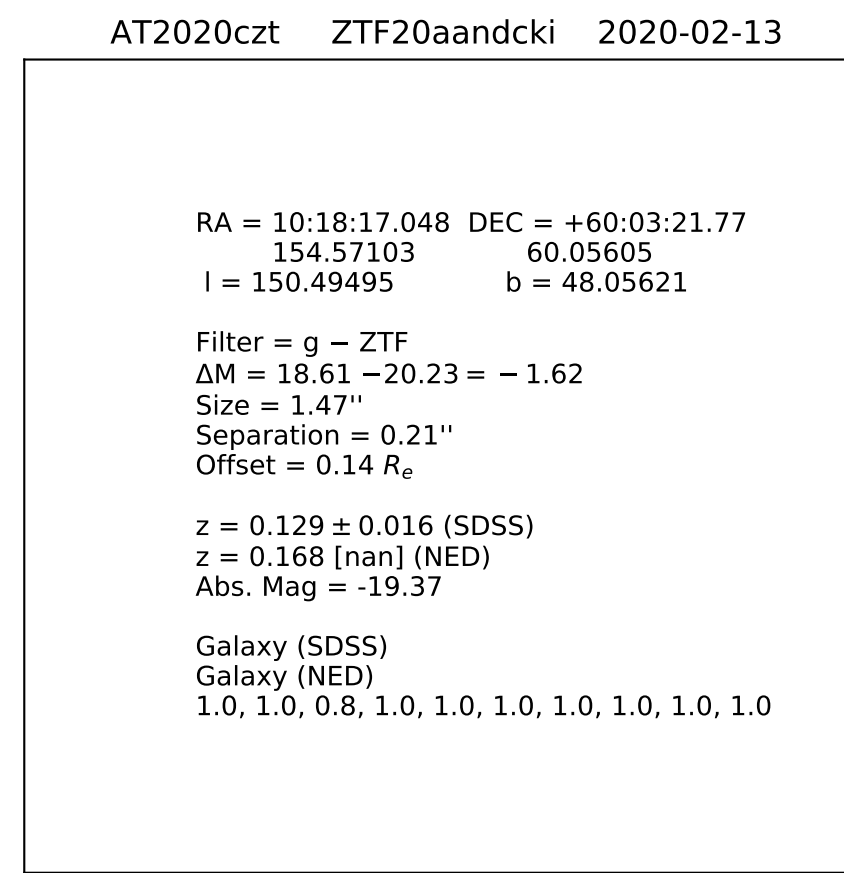 AT2020czt ZTF20aandcki 2020-02-13
RA = 10:18:17.048 DEC = +60:03:21.77
154.57103 60.05605
l = 150.49495 b = 48.05621
Filter = g − ZTF
ΔM = 18.61 −20.23 = − 1.62
Size = 1.47''
Separation = 0.21''
Offset = 0.14 Rₑ
z = 0.129 ± 0.016 (SDSS)
z = 0.168 [nan] (NED)
Abs. Mag = -19.37
Galaxy (SDSS)
Galaxy (NED)
1.0, 1.0, 0.8, 1.0, 1.0, 1.0, 1.0, 1.0, 1.0, 1.0